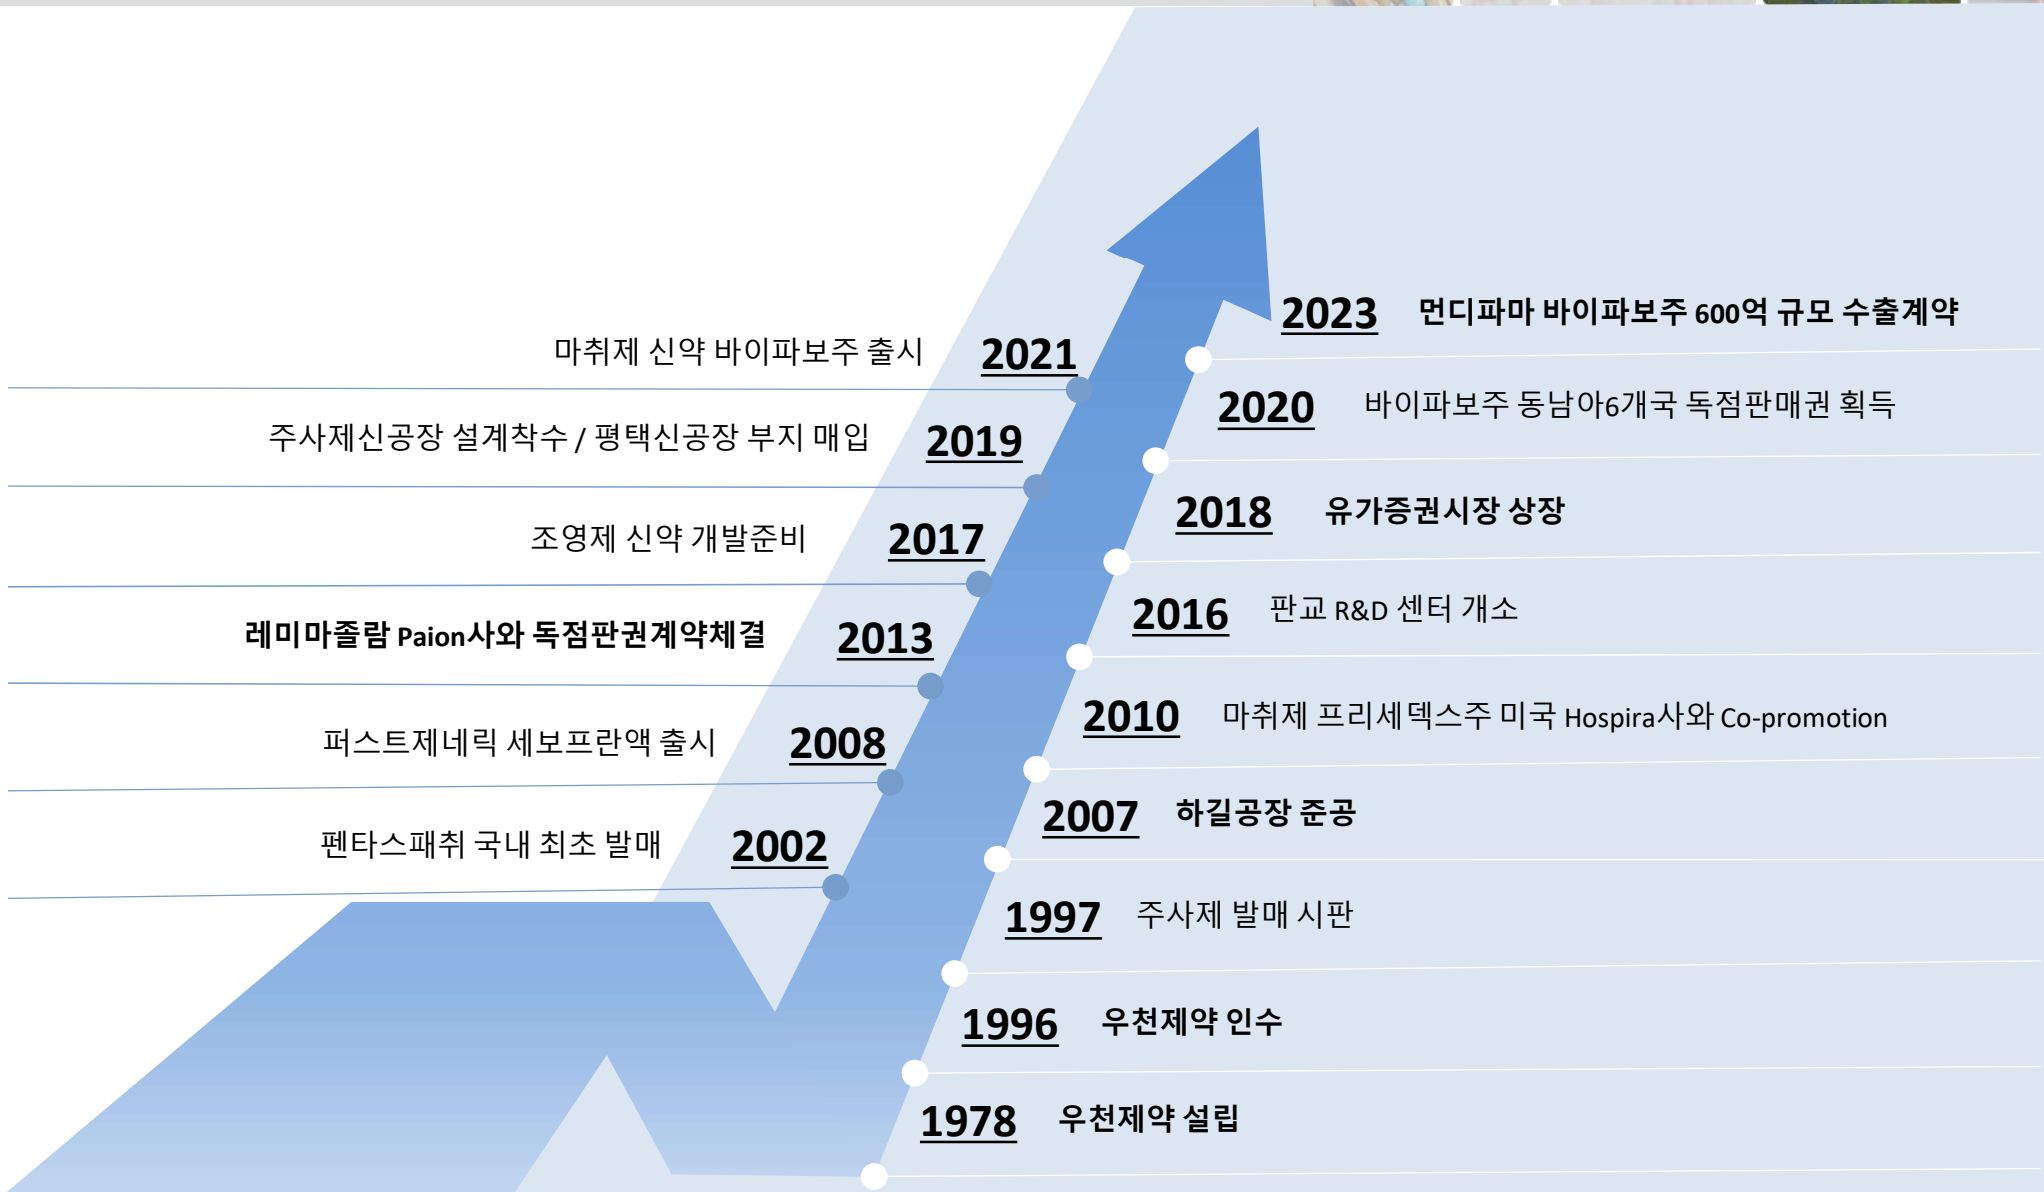 2023 먼디파마 바이파보주 600억 규모 수출계약
마취제 신약 바이파보주 출시 2021
2020 바이파보주 동남아6개국 독점판매권 획득
주사제신공장 설계착수 / 평택신공장 부지 매입 2019
2018 유가증권시장 상장
조영제 신약 개발준비 2017
2016 판교 R&D 센터 개소
레미마졸람 Paion사와 독점판권계약체결 2013
2010 마취제 프리세덱스주 미국 Hospira사와 Co-promotion
퍼스트제네릭 세보프란액 출시 2008
2007 하길공장 준공
펜타스패취 국내 최초 발매 2002
1997 주사제 발매 시판
1996 우천제약 인수
1978 우천제약 설립